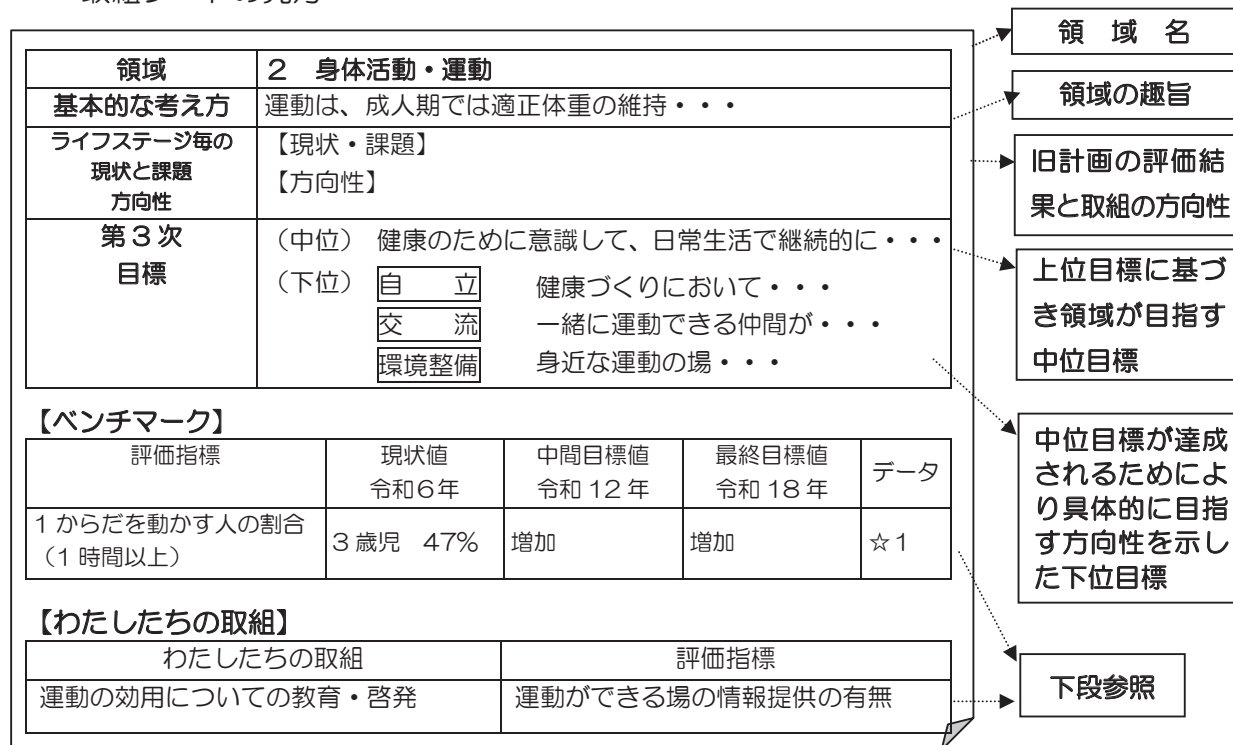 領域 2 身体活動・運動
基本的な考え方 運動は、成人期では適正体重の維持・・・
ライフステージ毎の
現状と課題
方向性
【現状・課題】
【方向性】
第3次
目標
（中位） 健康のために意識して、日常生活で継続的に・・・
（下位） 自 立 健康づくりにおいて・・・
交 流 一緒に運動できる仲間が・・・
環境整備 身近な運動の場・・・
【ベンチマーク】
評価指標 現状値 令和6年 中間目標値 令和12年 最終目標値 令和18年 データ
1 からだを動かす人の割合
（1時間以上）
3歳児 47% 増加 増加 ☆1
【わたしたちの取組】
わたしたちの取組 評価指標
運動の効用についての教育・啓発 運動ができる場の情報提供の有無
領 域 名
領域の趣旨
旧計画の評価結
果と取組の方向性
上位目標に基づ
き領域が目指す
中位目標
中位目標が達成
されるためによ
り具体的に目指
す方向性を示し
た下位目標
下段参照